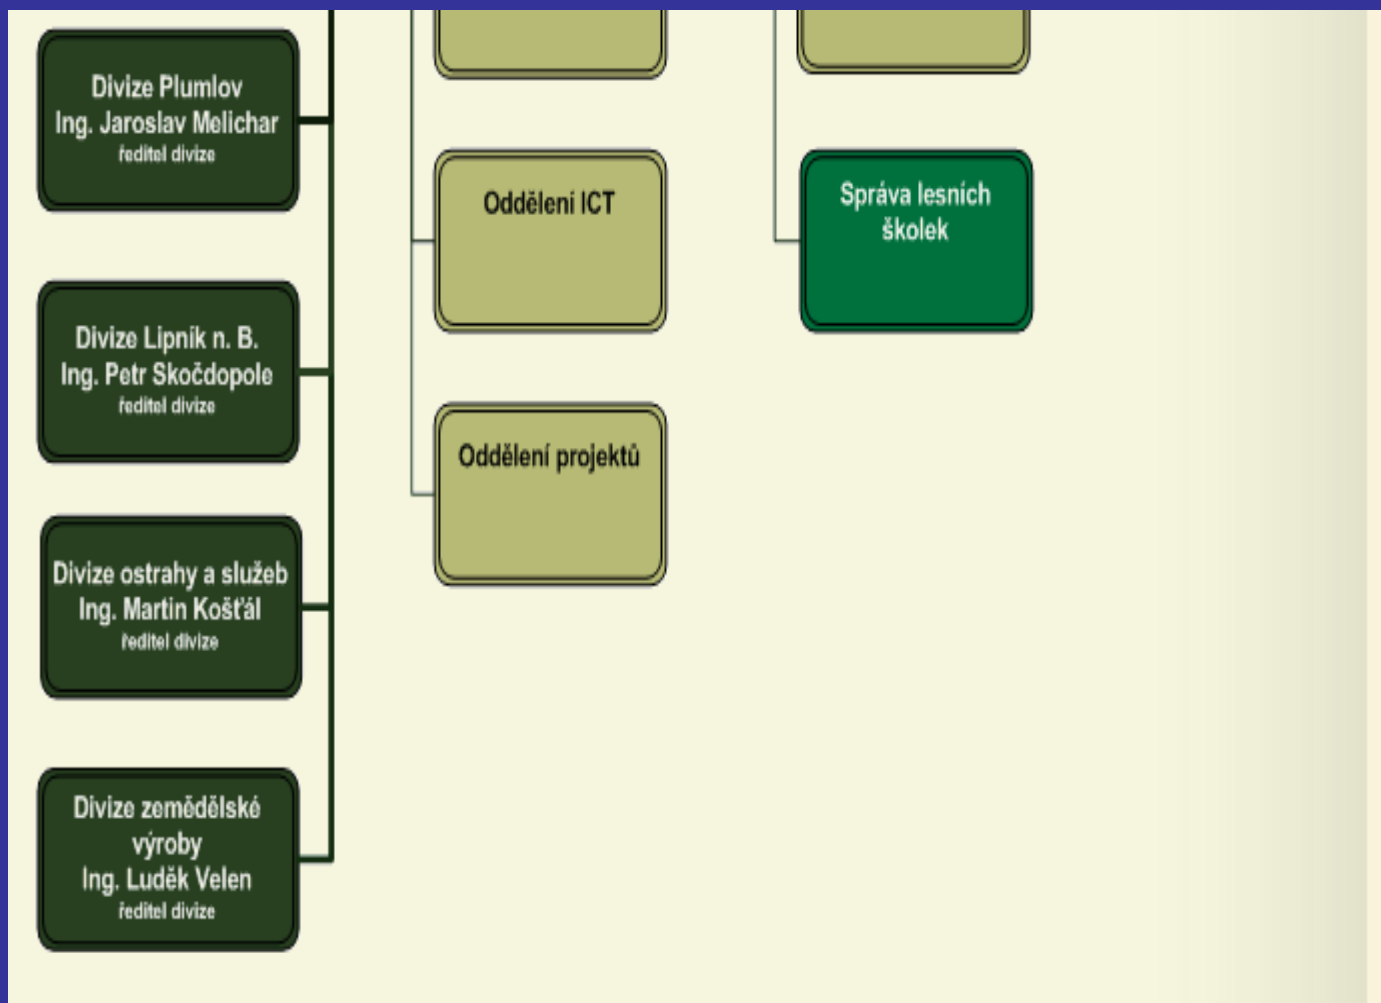 Divize Plumlov
Ing. Jaroslav Melichar
ředitel divize
Divize Lipník n. B.
Ing. Petr Skočdopole
ředitel divize
Divize ostrahy a služeb
Ing. Martin Košťál
ředitel divize
Divize zemědělské
výroby
Ing. Luděk Velen
ředitel divize
Oddělení ICT
Oddělení projektů
Správa lesních
školek